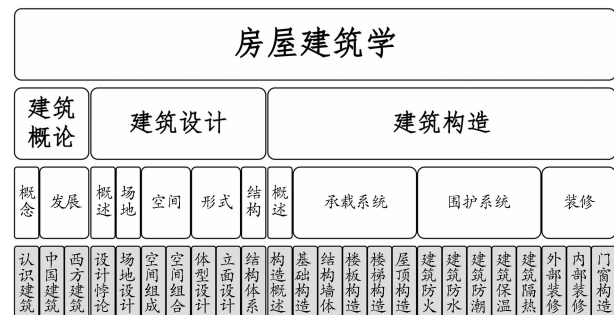 房屋建筑学
建筑概论
建筑设计
建筑构造
概念
发展
概述
场地
空间
形式
结构
概述
承载系统
围护系统
装修
认识建筑
中国建筑
西方建筑
设计悖论
场地设计
空间组成
空间组合
体型设计
立面设计
结构体系
构造概述
基础构造
结构墙体
楼板构造
楼梯构造
屋顶构造
建筑防火
建筑防水
建筑防潮
建筑保温
建筑隔热
外部装修
内部装修
门窗构造